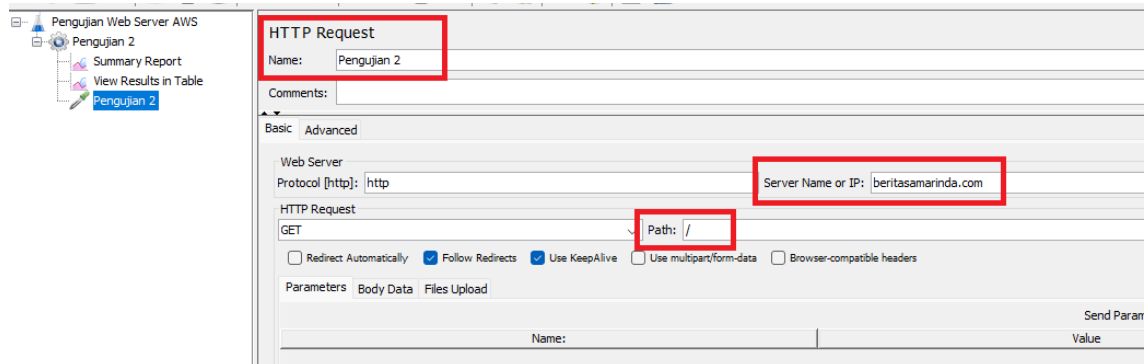 Pengujian Web Server AWS
Pengujian 2
Summary Report
View Results in Table
Pengujian 2
HTTP Request
Name: Pengujian 2
Comments:
Basic Advanced
Web Server
Protocol [http]: http Server Name or IP: beritasamarinda.com
HTTP Request
GET Path: /
Redirect Automatically Follow Redirects Use KeepAlive Use multipart/form-data Browser-compatible headers
Parameters Body Data Files Upload
Send Param
Name: Value